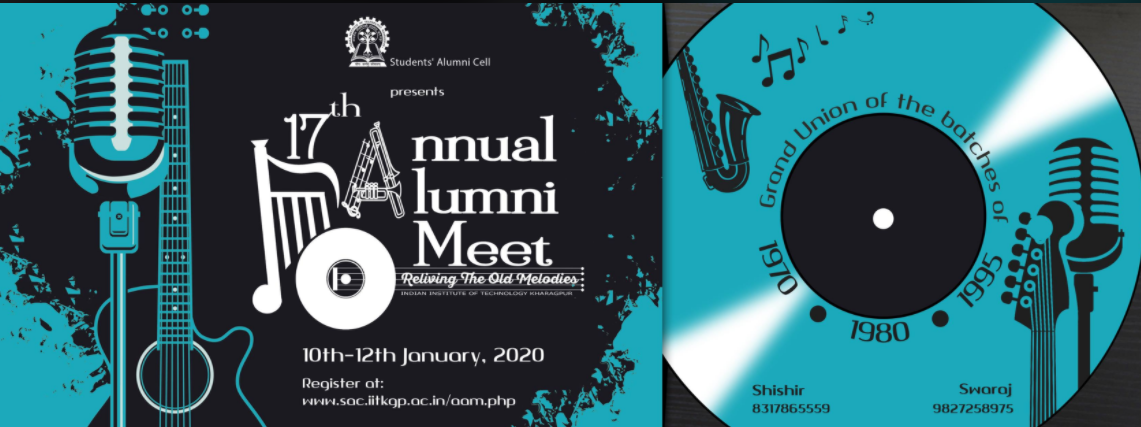 Students' Alumni Cell
presents
17th
Annual
Alumni
Meet
Reliving The Old Melodies
INDIAN INSTITUTE OF TECHNOLOGY KHARAGPUR
10th-12th January, 2020
Register at:
www.sac.iitkgp.ac.in/aam.php
Grand Union of the batches of
1970 • 1980 • 1995
Shishir
8317865559
Swaraj
9827258975